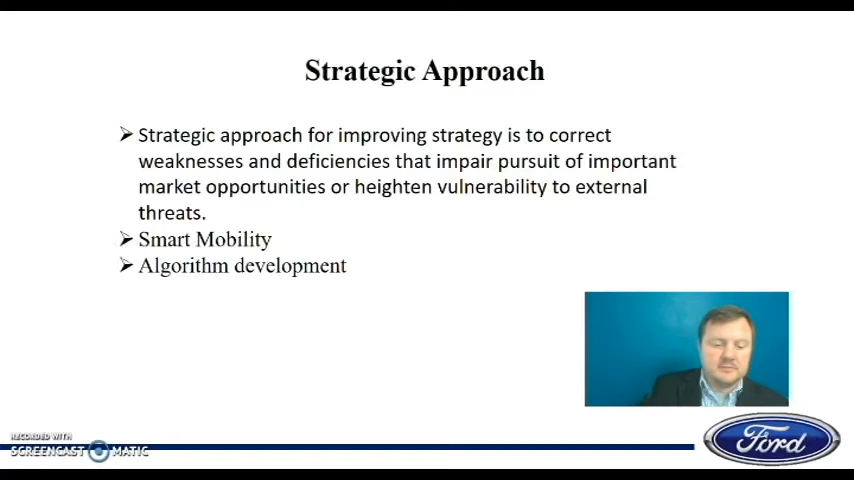 Strategic Approach
➢ Strategic approach for improving strategy is to correct
weaknesses and deficiencies that impair pursuit of important
market opportunities or heighten vulnerability to external
threats.
➢ Smart Mobility
➢ Algorithm development
RECORDED WITH
SCREENCAST MATIC
Ford